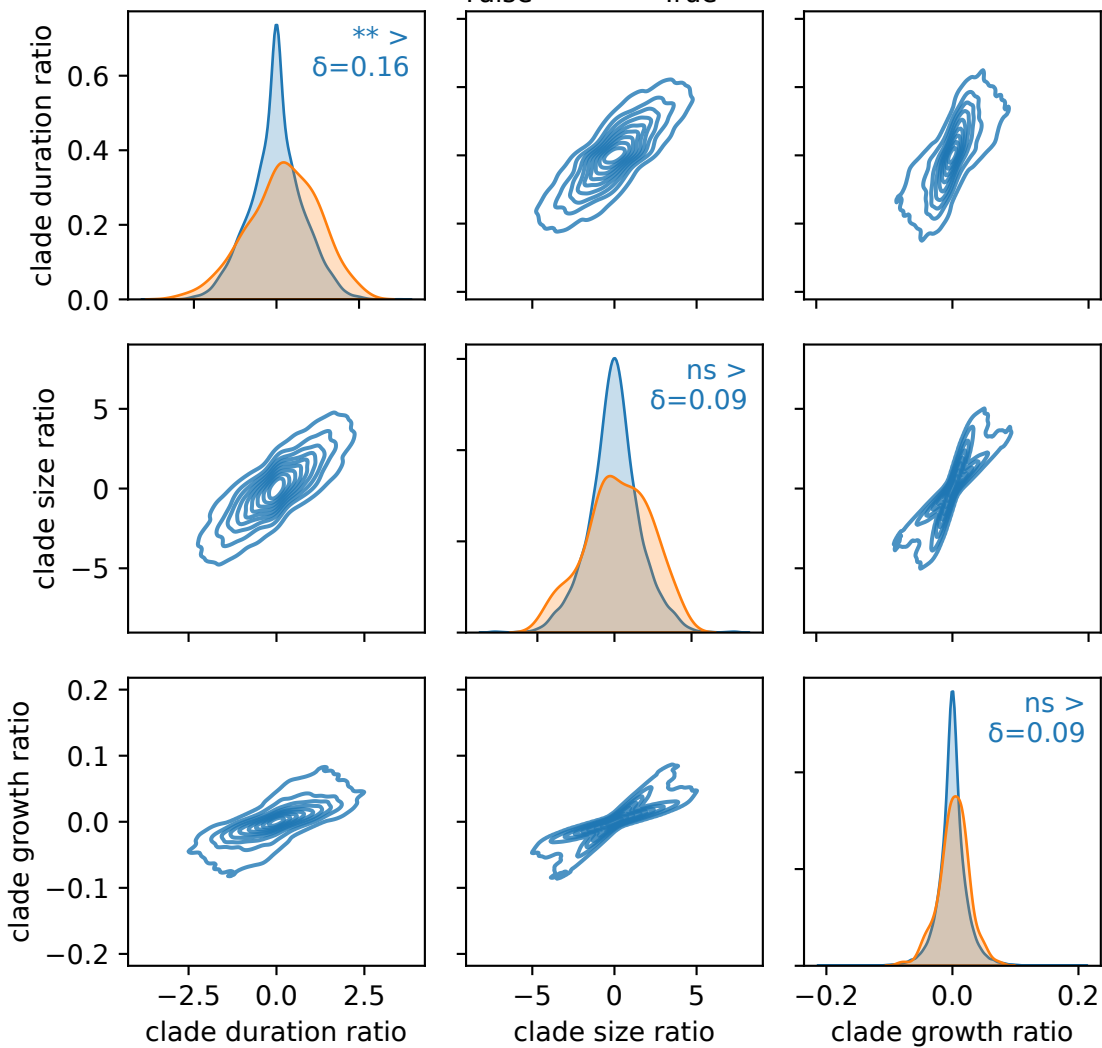 False True
clade duration ratio
0.6
0.4
0.2
0.0
** >
δ=0.16
clade size ratio
5
0
−5
ns >
δ=0.09
clade growth ratio
0.2
0.1
0.0
−0.1
−0.2
ns >
δ=0.09
−2.5 0.0 2.5
−5 0 5
−0.2 0.0 0.2
clade duration ratio
clade size ratio
clade growth ratio